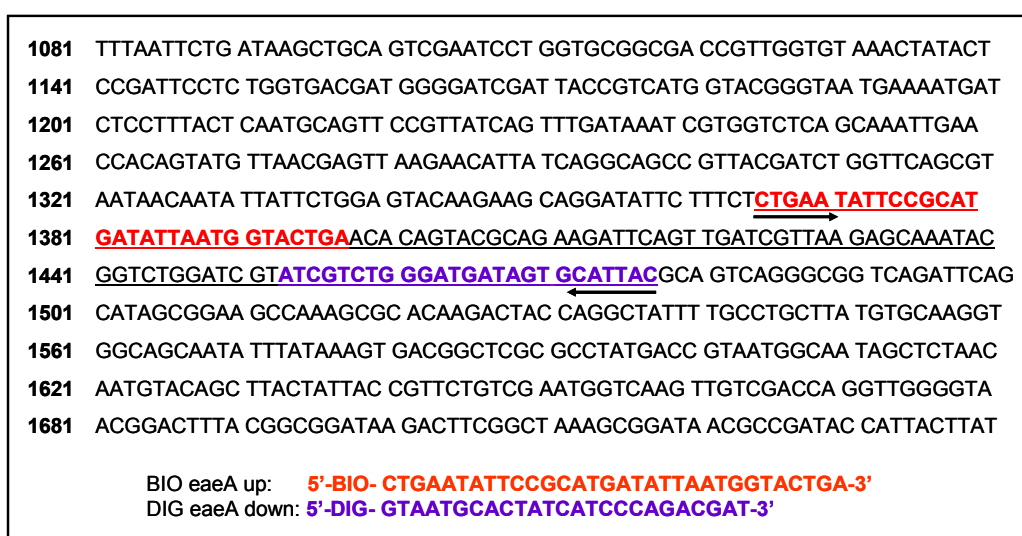 1081 TTTAATTCTG ATAAGCTGCA GTCGAATCCT GGTGCGGCGA CCGTTGGTGT AAACTATACT
1141 CCGATTCCTC TGGTGACGAT GGGGATCGAT TACCGTCATG GTACGGGTAA TGAAAATGAT
1201 CTCCTTTACT CAATGCAGTT CCGTTATCAG TTTGATAAAT CGTGGTCTCA GCAAATTGAA
1261 CCACAGTATG TTAACGAGTT AAGAACATTA TCAGGCAGCC GTTACGATCT GGTTCAGCGT
1321 AATAACAATA TTATTCTGGA GTACAAGAAG CAGGATATTC TTTCTCTGAA TATTCCGCAT
1381 GATATTAATG GTACTGAACA CAGTACGCAG AAGATTCAGT TGATCGTTAA GAGCAAATAC
1441 GGTCTGGATC GTATCGTCTG GGATGATAGT GCATTACGCA GTCAGGGCGG TCAGATTCAG
1501 CATAGCGGAA GCCAAAGCGC ACAAGACTAC CAGGCTATTT TGCCTGCTTA TGTGCAAGGT
1561 GGCAGCAATA TTTATAAAGT GACGGCTCGC GCCTATGACC GTAATGGCAA TAGCTCTAAC
1621 AATGTACAGC TTACTATTAC CGTTCTGTCG AATGGTCAAG TTGTCGACCA GGTTGGGGTA
1681 ACGGACTTTA CGGCGGATAA GACTTCGGCT AAAGCGGATA ACGCCGATAC CATTACTTAT
BIO eaeA up: 5’-BIO- CTGAATATTCCGCATGATATTAATGGTACTGA-3’
DIG eaeA down: 5’-DIG- GTAATGCACTATCATCCCAGACGAT-3’